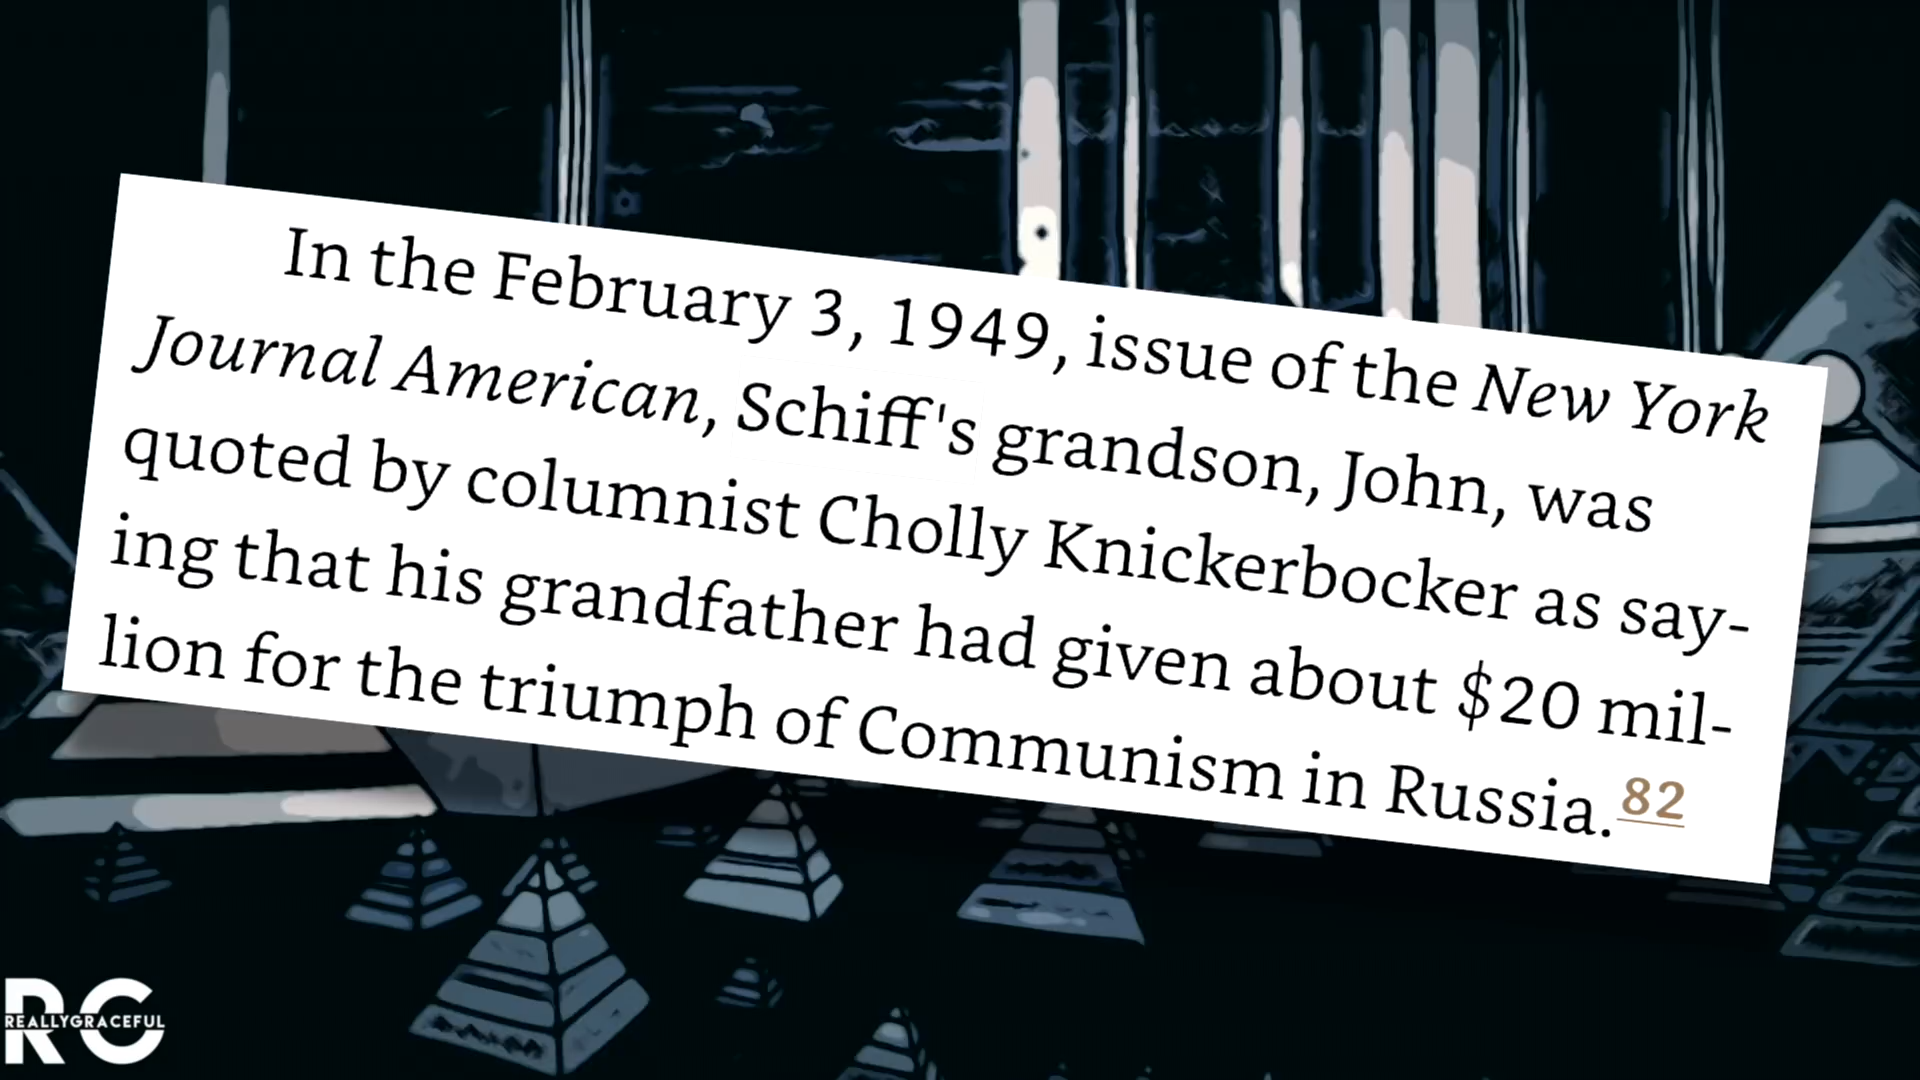 In the February 3, 1949, issue of the New York
Journal American, Schiff's grandson, John, was
quoted by columnist Cholly Knickerbocker as say-
ing that his grandfather had given about $20 mil-
lion for the triumph of Communism in Russia.82
RG
REALLYGRACEFUL